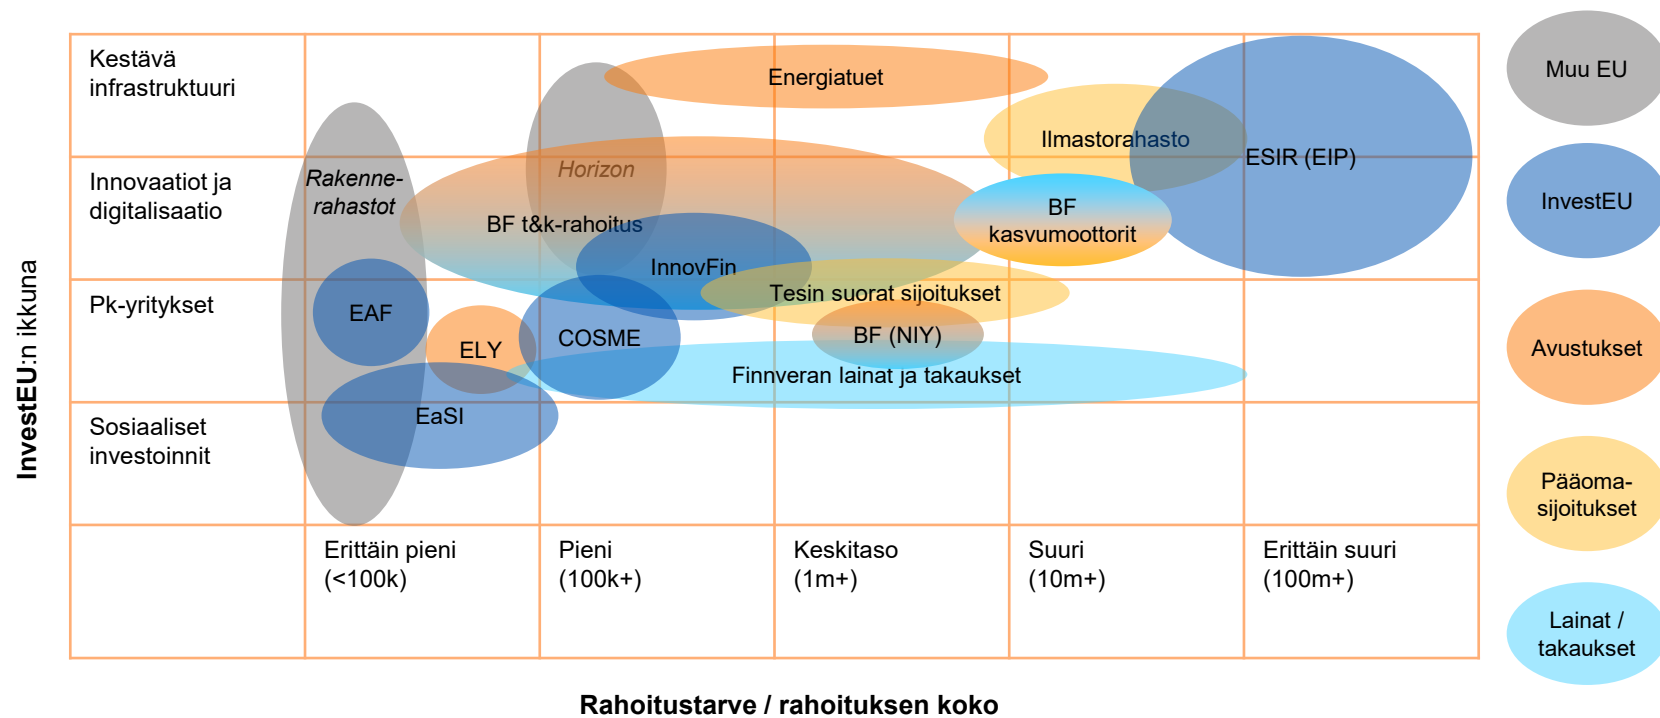 InvestEU:n ikkuna
Kestävä
infrastruktuuri
Innovaatiot ja
digitalisaatio
Pk-yritykset
Sosiaaliset
investoinnit
Energiatuet
Ilmastorahasto
ESIR (EIP)
Horizon
Rakenne-
rahastot
BF t&k-rahoitus
BF
kasvumoottorit
InnovFin
Tesin suorat sijoitukset
EAF
ELY
COSME
BF (NIY)
Finnveran lainat ja takaukset
EaSI
Erittäin pieni
(<100k)
Pieni
(100k+)
Keskitaso
(1m+)
Suuri
(10m+)
Erittäin suuri
(100m+)
Rahoitustarve / rahoituksen koko
Muu EU
InvestEU
Avustukset
Pääoma-
sijoitukset
Lainat /
takaukset